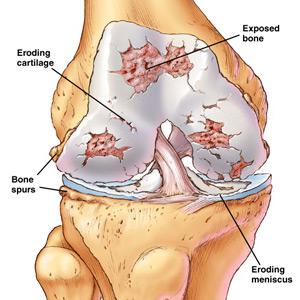 Exposed
bone
Eroding
cartilage
Bone
spurs
Eroding
meniscus